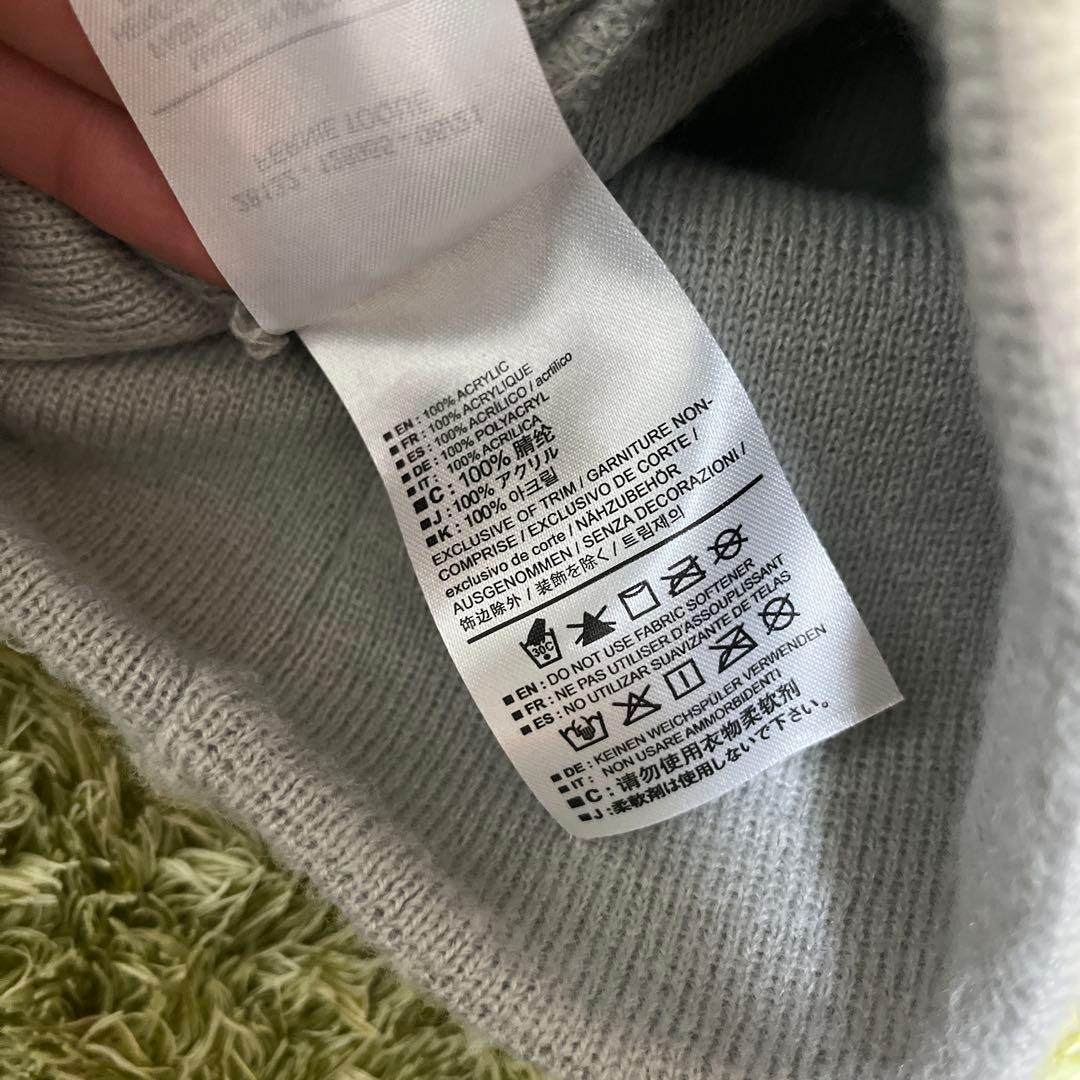 ■EN : 100% ACRYLIC
■FR : 100% ACRYLIQUE
■ES : 100% ACRÍLICO / acrílico
■DE : 100% POLYACRYL
■IT : 100% ACRILICA
■C : 100% 腈纶
■J : 100% アクリル
■K : 100% 아크릴
EXCLUSIVE OF TRIM / GARNITURE NON-
COMPRISE / EXCLUSIVO DE CORTE /
exclusivo de corte / NÄHZUBEHÖR
AUSGENOMMEN / SENZA DECORAZIONI /
饰边除外 / 装飾を除く / 트림제외
30C
■EN : DO NOT USE FABRIC SOFTENER
■FR : NE PAS UTILISER D'ASSOUPLISSANT
■ES : NO UTILIZAR SUAVIZANTE DE TELAS
■DE : KEINEN WEICHSPÜLER VERWENDEN
■IT : NON USARE AMMORBIDENTI
■C : 请勿使用衣物柔软剂
■J : 柔軟剤は使用しないで下さい。